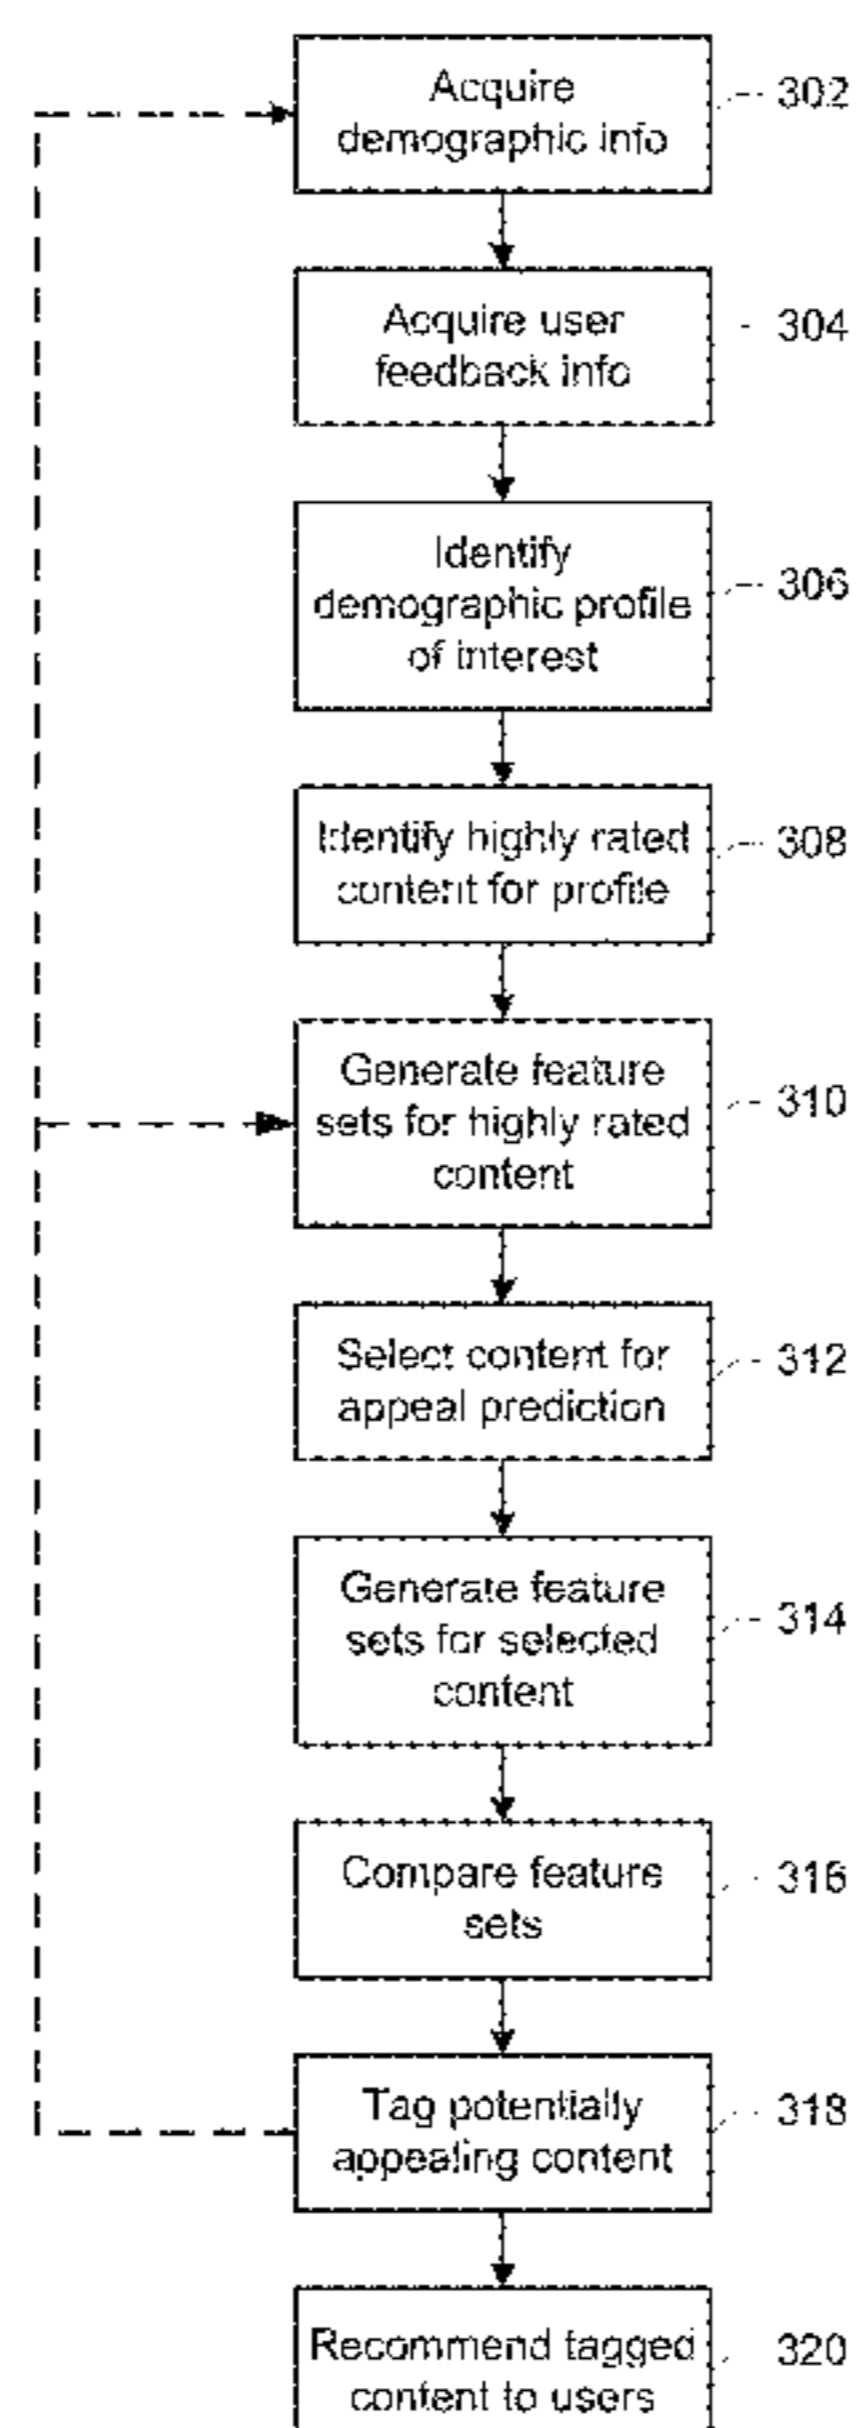 Acquire
demographic info
302
Acquire user
feedback info
304
Identify
demographic profile
of interest
306
Identify highly rated
content for profile
308
Generate feature
sets for highly rated
content
310
Select content for
appeal prediction
312
Generate feature
sets for selected
content
314
Compare feature
sets
316
Tag potentially
appealing content
318
Recommend tagged
content to users
320